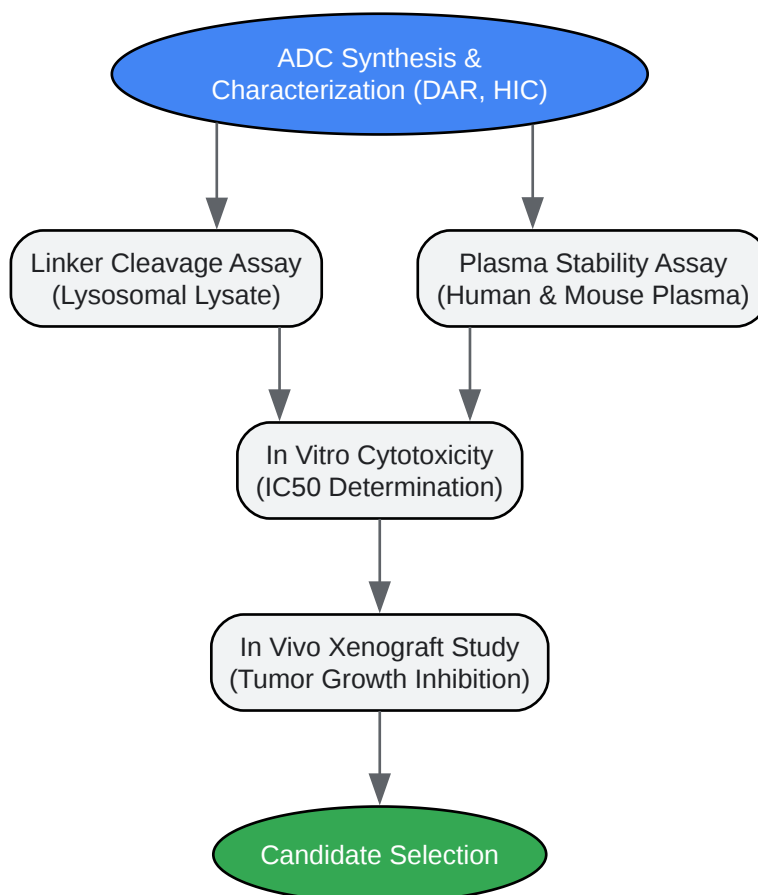 ADC Synthesis &
Characterization (DAR, HIC)
Linker Cleavage Assay
(Lysosomal Lysate)
Plasma Stability Assay
(Human & Mouse Plasma)
In Vitro Cytotoxicity
(IC50 Determination)
In Vivo Xenograft Study
(Tumor Growth Inhibition)
Candidate Selection